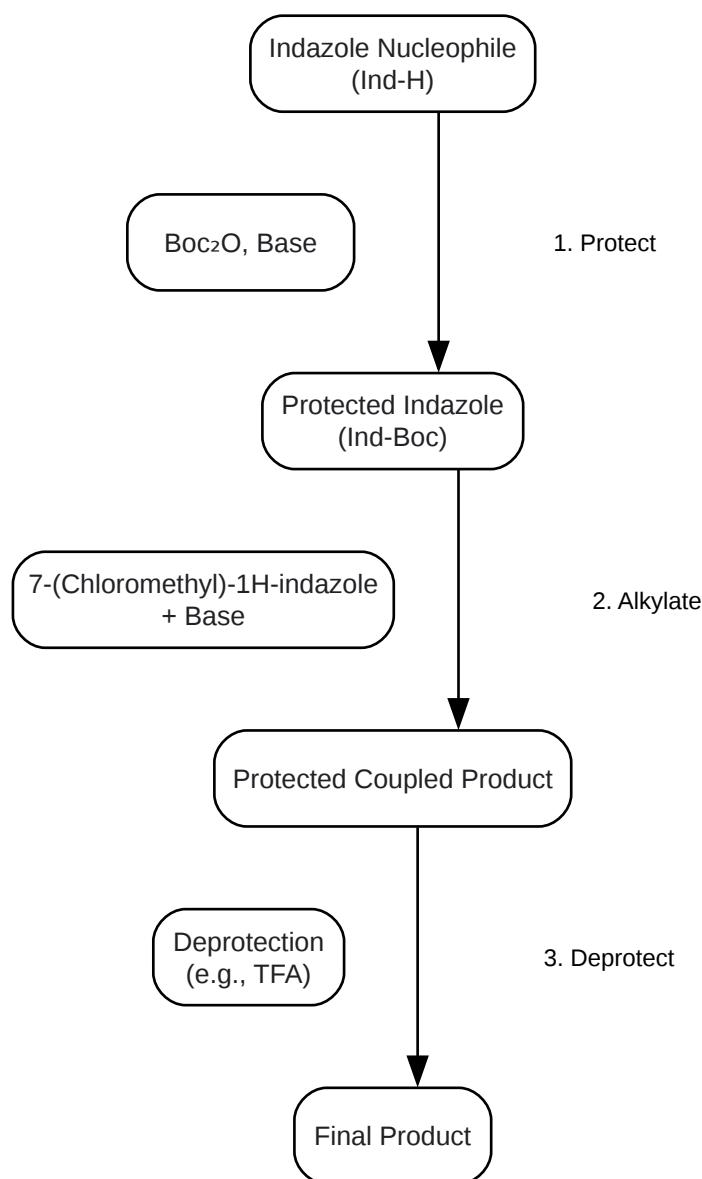 Indazole Nucleophile
(Ind-H)
Boc₂O, Base
1. Protect
Protected Indazole
(Ind-Boc)
7-(Chloromethyl)-1H-indazole
+ Base
2. Alkylate
Protected Coupled Product
Deprotection
(e.g., TFA)
3. Deprotect
Final Product